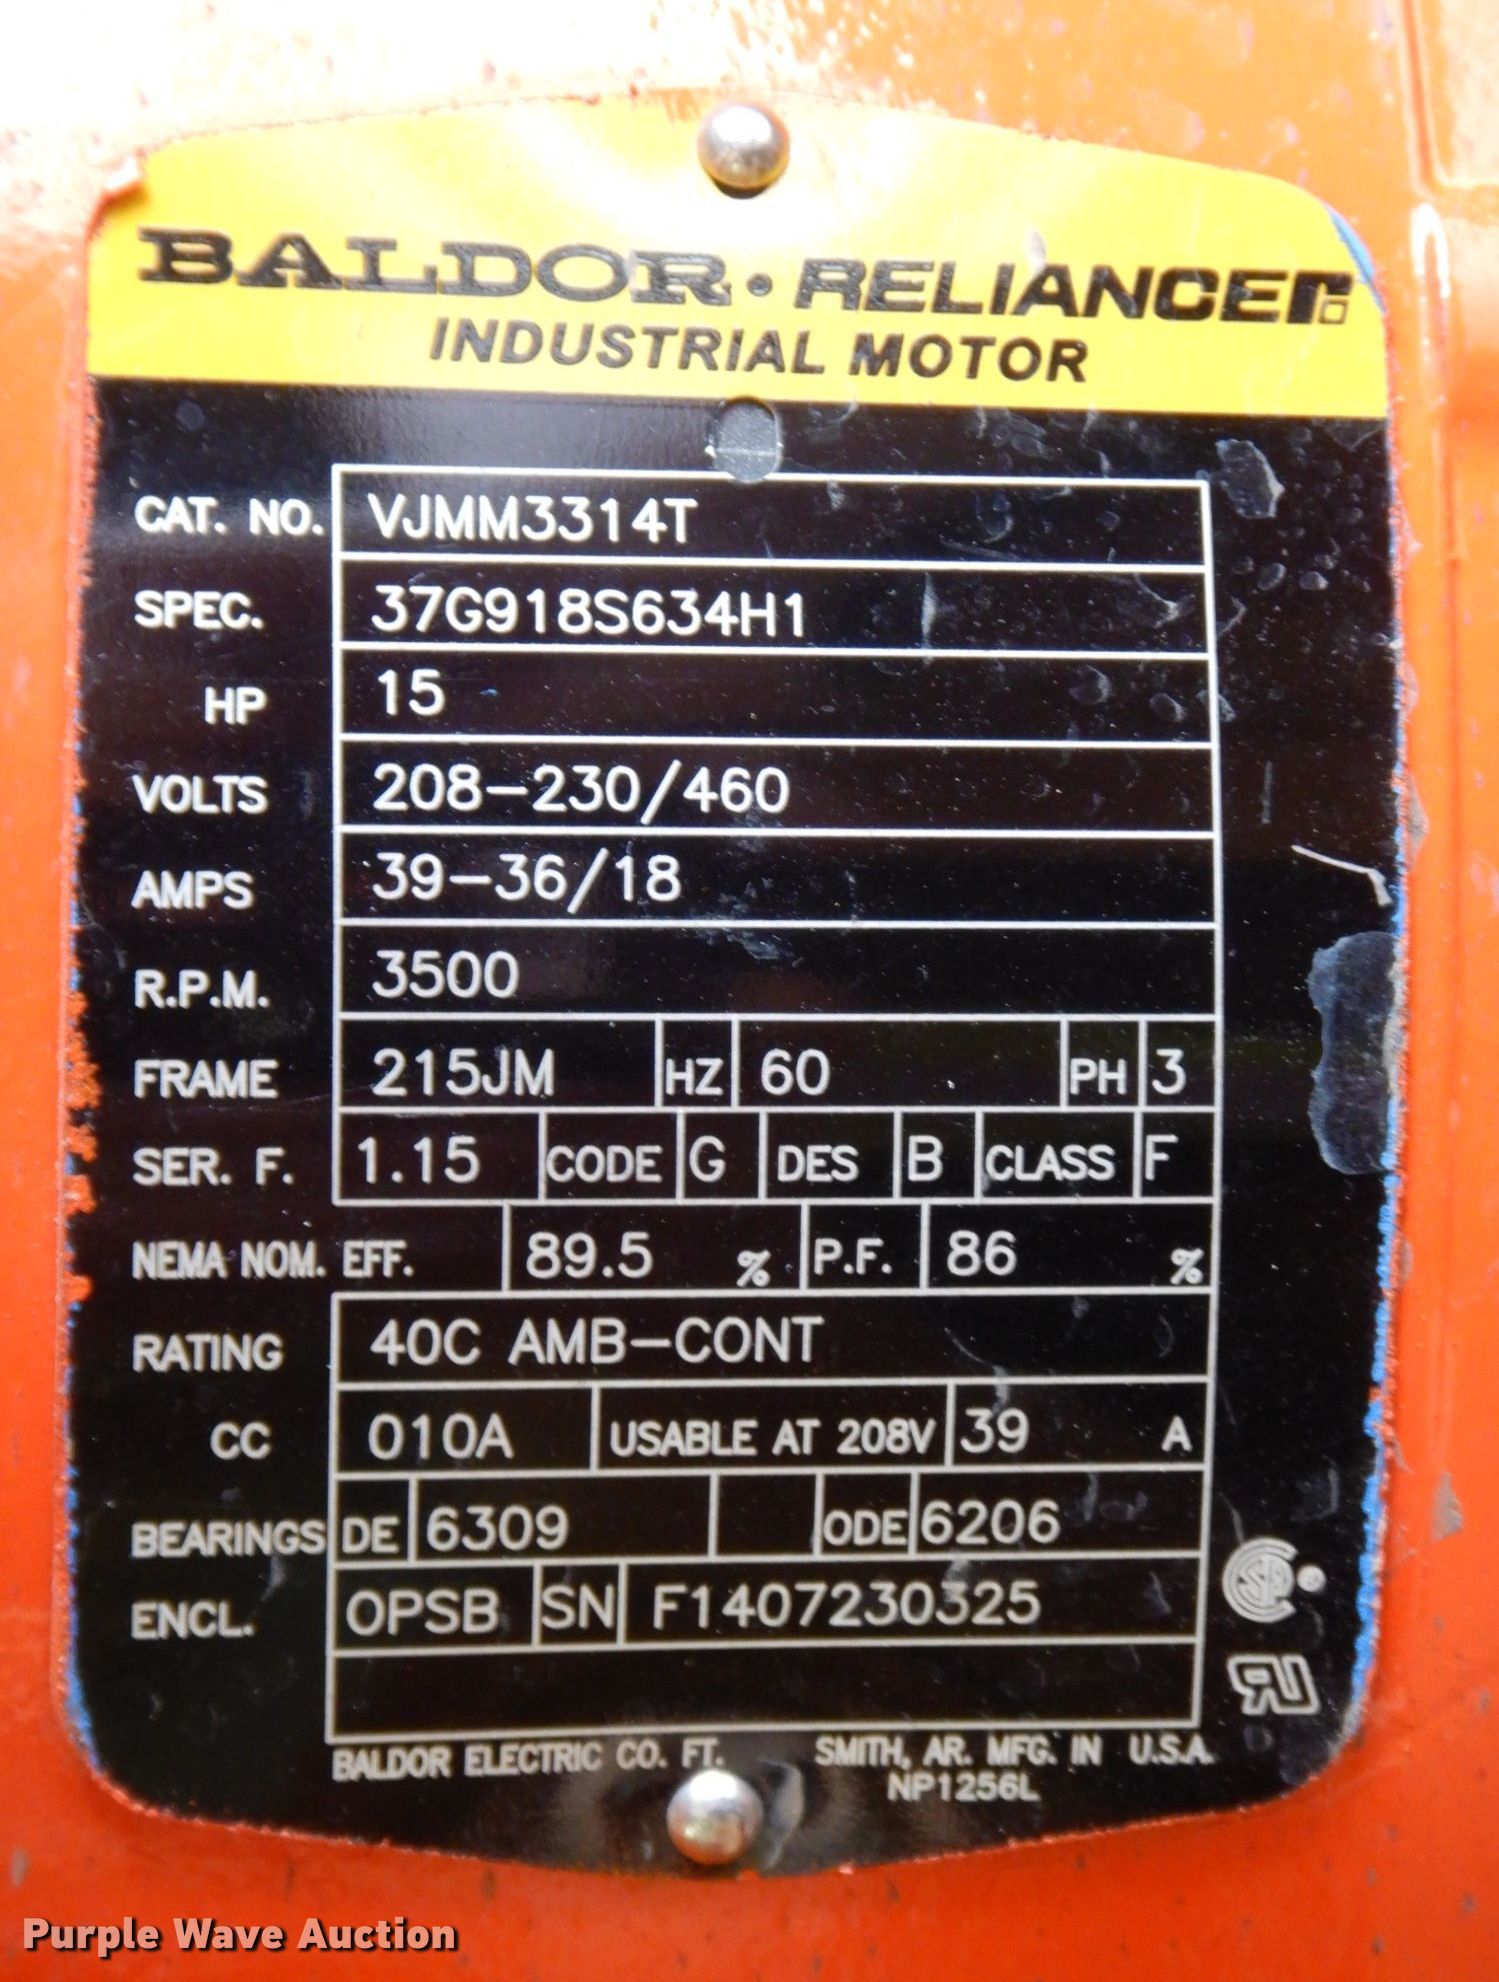 BALDOR • RELIANCE
INDUSTRIAL MOTOR
CAT. NO. VJMM3314T
SPEC. 37G918S634H1
HP 15
VOLTS 208-230/460
AMPS 39-36/18
R.P.M. 3500
FRAME 215JM HZ 60 PH 3
SER. F. 1.15 CODE G DES B CLASS F
NEMA NOM. EFF. 89.5 % P.F. 86 %
RATING 40C AMB-CONT
CC 010A USABLE AT 208V 39 A
BEARINGS DE 6309 ODE 6206
ENCL. OPSB SN F1407230325
BALDOR ELECTRIC CO. FT. SMITH, AR. MFG. IN U.S.A.
NP1256L
Purple Wave Auction